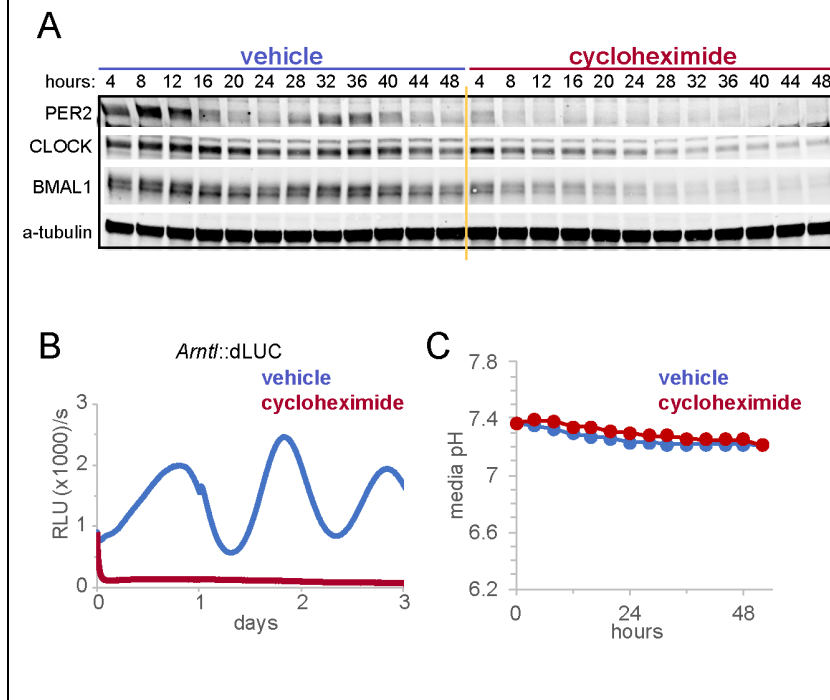 A
vehicle cycloheximide
hours: 4 8 12 16 20 24 28 32 36 40 44 48 4 8 12 16 20 24 28 32 36 40 44 48
PER2
CLOCK
BMAL1
a-tubulin
B
Arntl::dLUC
vehicle
cycloheximide
RLU (x1000)/s
3
2
1
0
0 1 2 3
days
C
vehicle
cycloheximide
media pH
7.8
7.4
7
6.6
6.2
0 24 48
hours